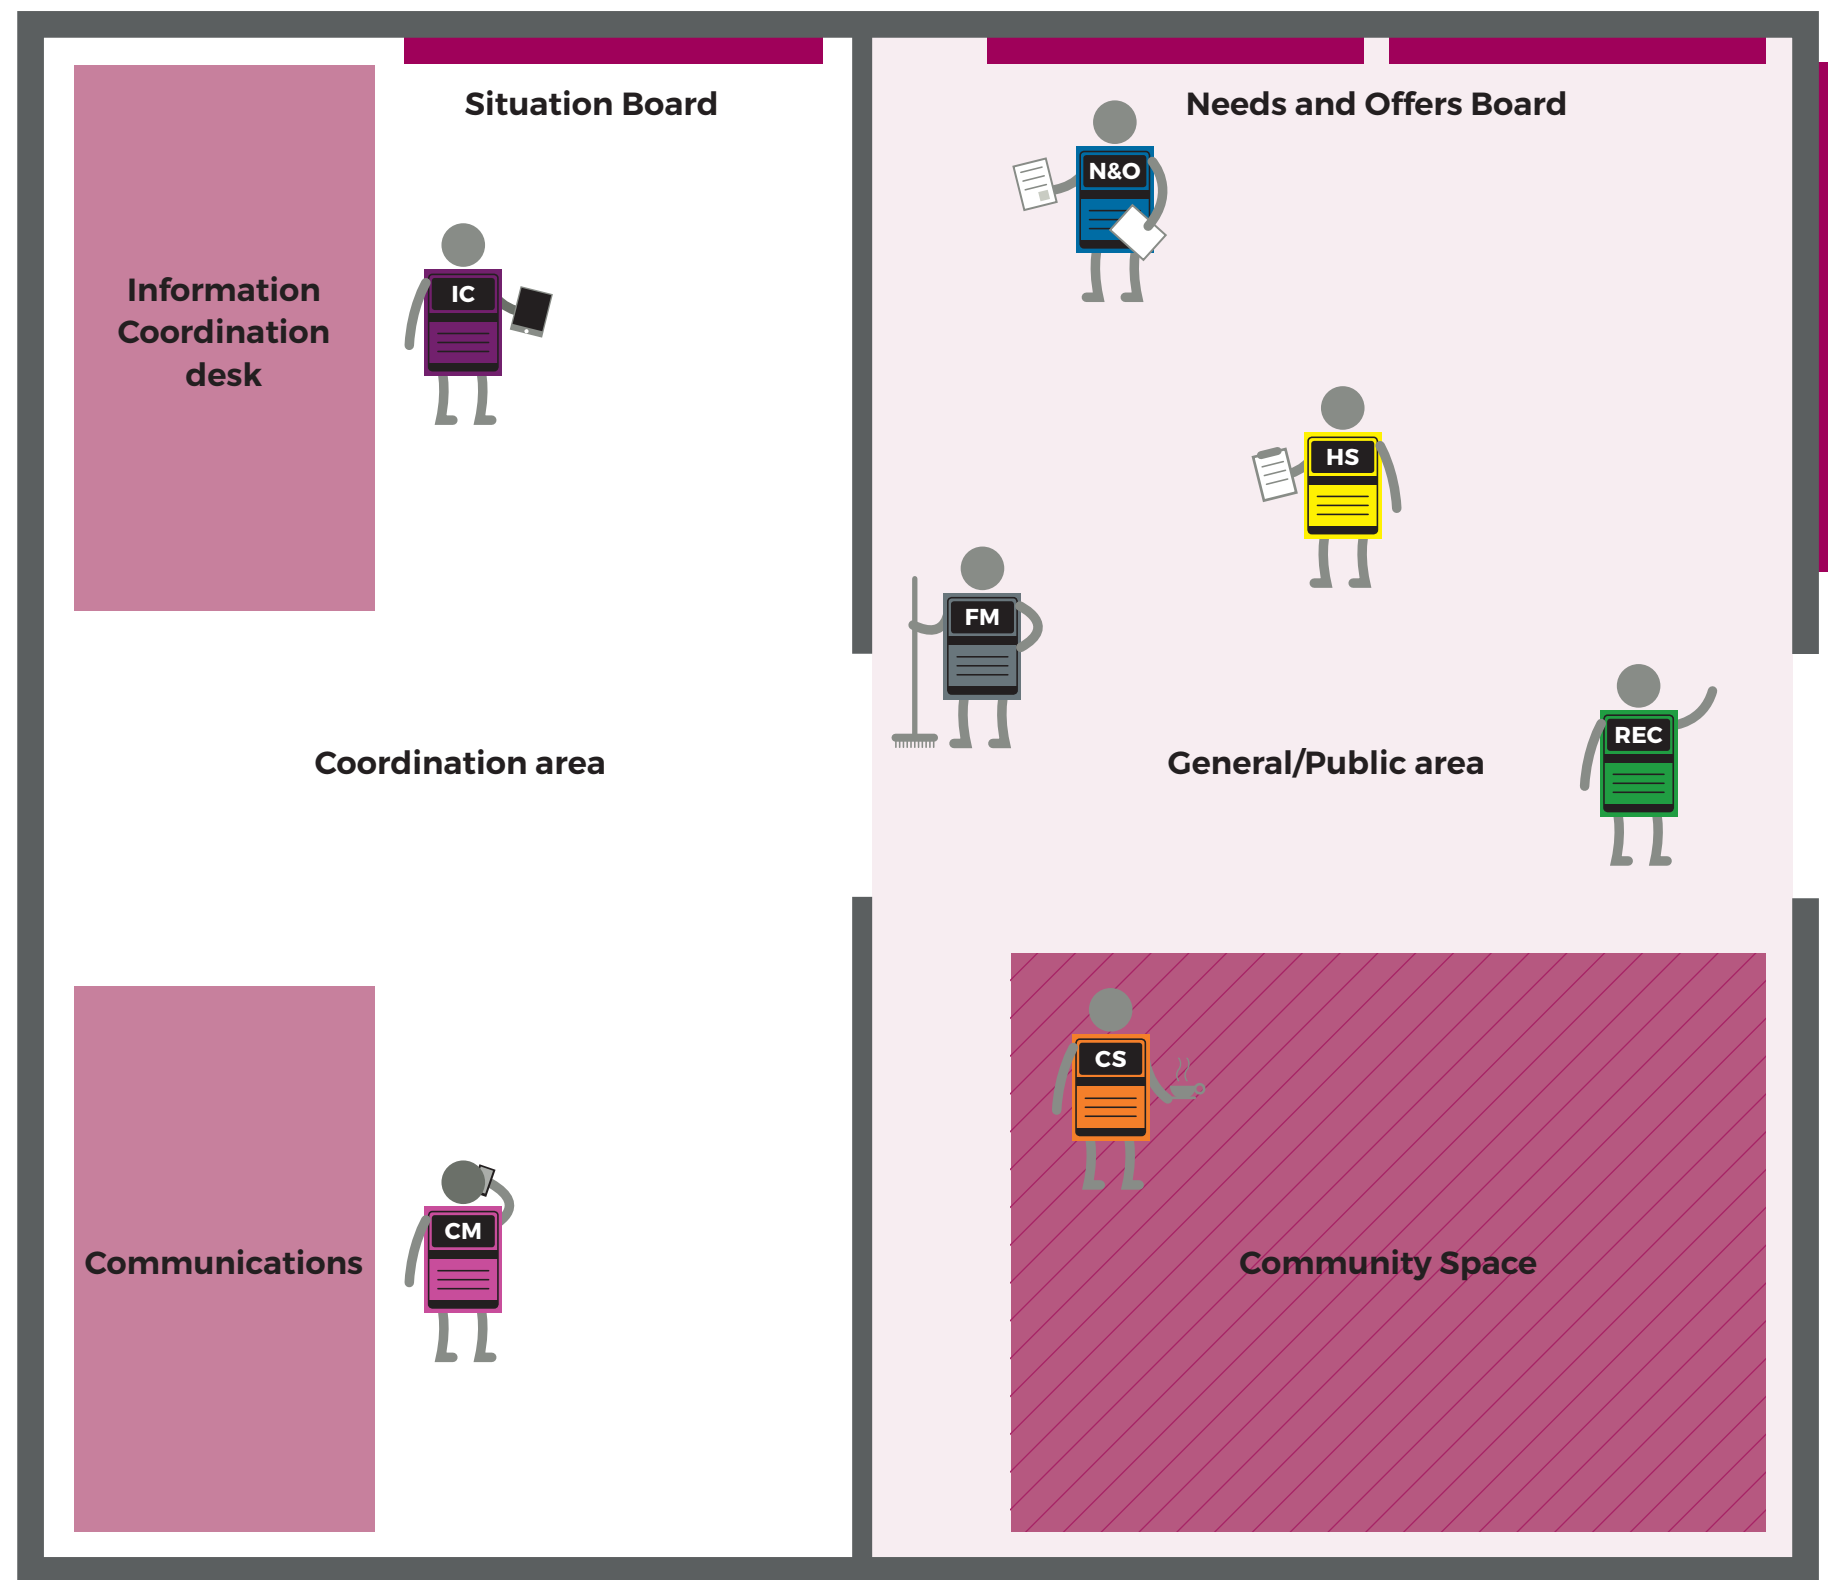 Situation Board
Needs and Offers Board
N&O
Information
Coordination
desk
IC
HS
FM
REC
Coordination area
General/Public area
CS
CM
Communications
Community Space